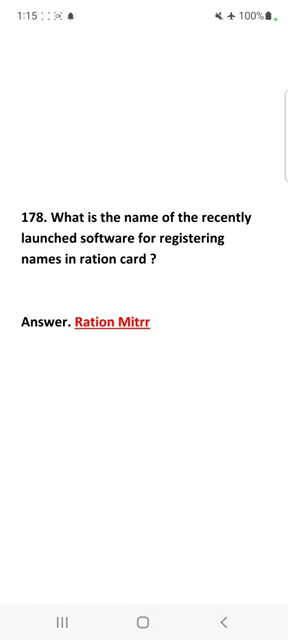 1:15
100%
178. What is the name of the recently
launched software for registering
names in ration card ?
Answer. Ration Mitrr